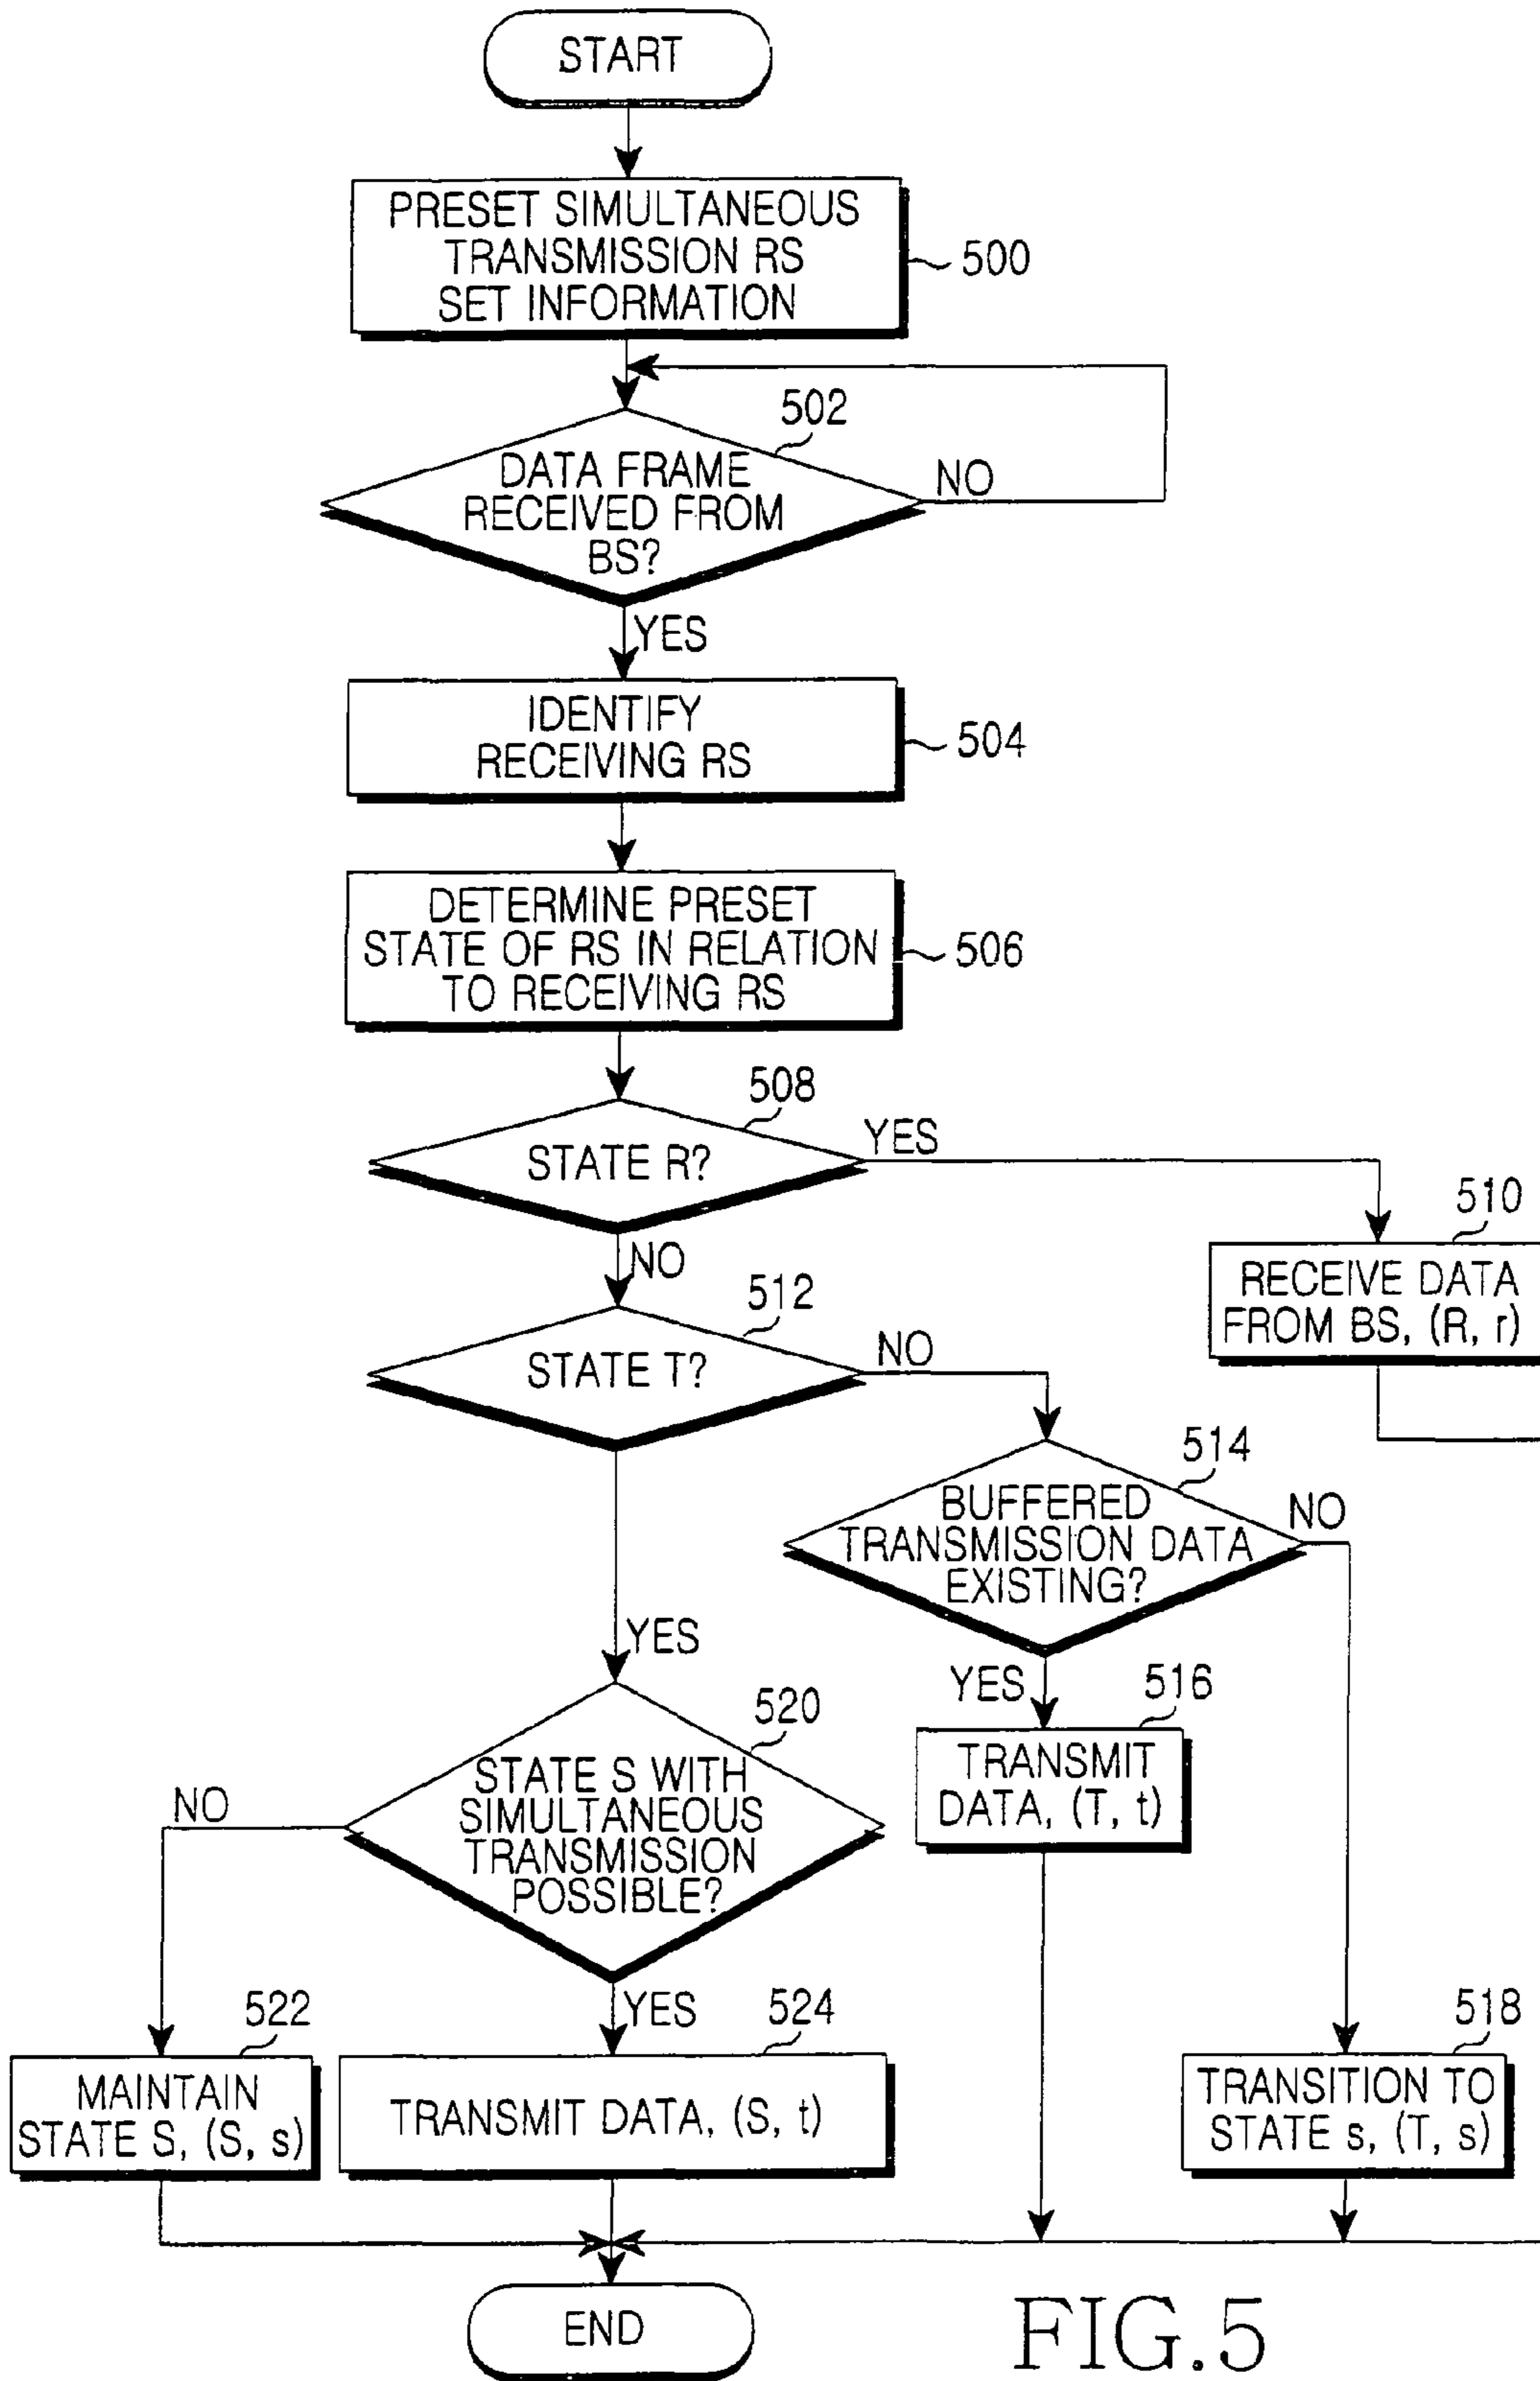 START
PRESET SIMULTANEOUS
TRANSMISSION RS
SET INFORMATION
500
502
DATA FRAME
RECEIVED FROM
BS?
NO
YES
IDENTIFY
RECEIVING RS
504
DETERMINE PRESET
STATE OF RS IN RELATION
TO RECEIVING RS
506
508
STATE R?
YES
NO
510
RECEIVE DATA
FROM BS, (R, r)
512
STATE T?
NO
YES
514
BUFFERED
TRANSMISSION DATA
EXISTING?
NO
YES
516
TRANSMIT
DATA, (T, t)
520
STATE S WITH
SIMULTANEOUS
TRANSMISSION
POSSIBLE?
NO
YES
522
MAINTAIN
STATE S, (S, s)
524
TRANSMIT DATA, (S, t)
518
TRANSITION TO
STATE s, (T, s)
END
FIG.5